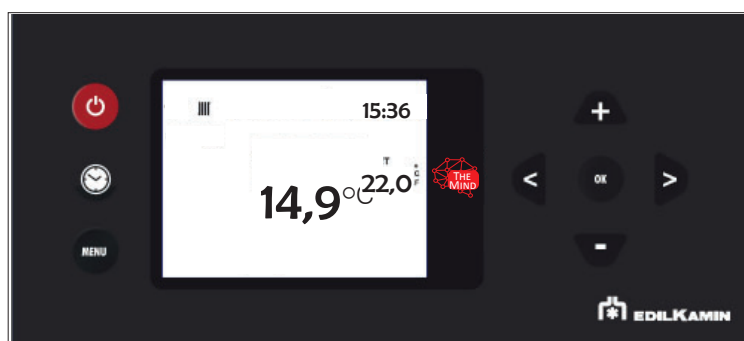 15:36
T
°C
F
22,0
14,9°C
THE
MIND
+
<
OK
>
MENU
-
EDILKAMIN